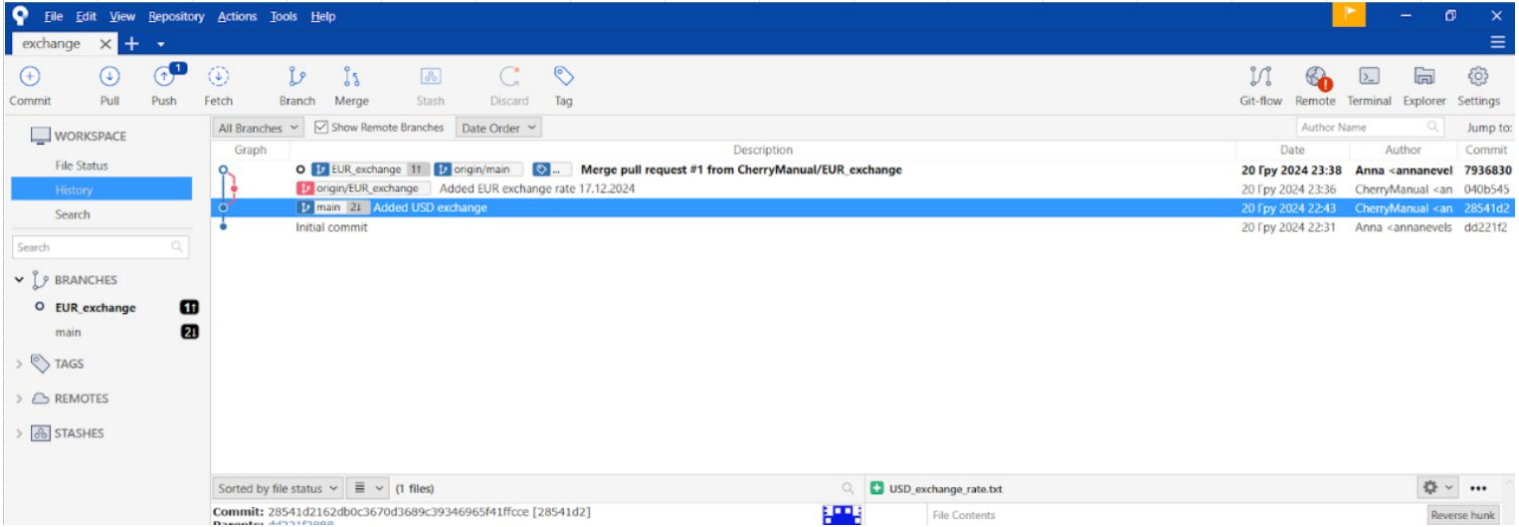 File Edit View Repository Actions Tools Help
exchange
1
Commit Pull Push Fetch Branch Merge Stash Discard Tag Git-flow Remote Terminal Explorer Settings
WORKSPACE
File Status
History
Search
Search
BRANCHES
EUR_exchange 1↑
main 2↓
TAGS
REMOTES
STASHES
All Branches Show Remote Branches Date Order Author Name Jump to:
Graph Description Date Author Commit
EUR_exchange 1↑ origin/main ... Merge pull request #1 from CherryManual/EUR_exchange 20 Гру 2024 23:38 Anna <annanevel 7936830
origin/EUR_exchange Added EUR exchange rate 17.12.2024 20 Гру 2024 23:36 CherryManual <an 040b545
main 2↓ Added USD exchange 20 Гру 2024 22:43 CherryManual <an 28541d2
Initial commit 20 Гру 2024 22:31 Anna <annanevels dd221f2
Sorted by file status (1 files)
USD_exchange_rate.txt
Commit: 28541d2162db0c3670d3689c39346965f41ffcce [28541d2]
Parents: dd221f2888
File Contents Reverse hunk